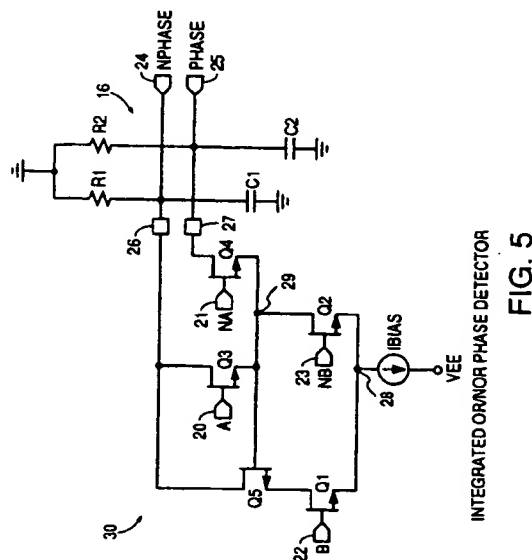 30
16
24
NPHASE
PHASE
25
R1
R2
26
27
C1
C2
20
A
Q3
21
NA
Q4
29
Q5
22
B
Q1
23
NB
Q2
28
IBIAS
VEE
INTEGRATED OR/NOR PHASE DETECTOR
FIG. 5